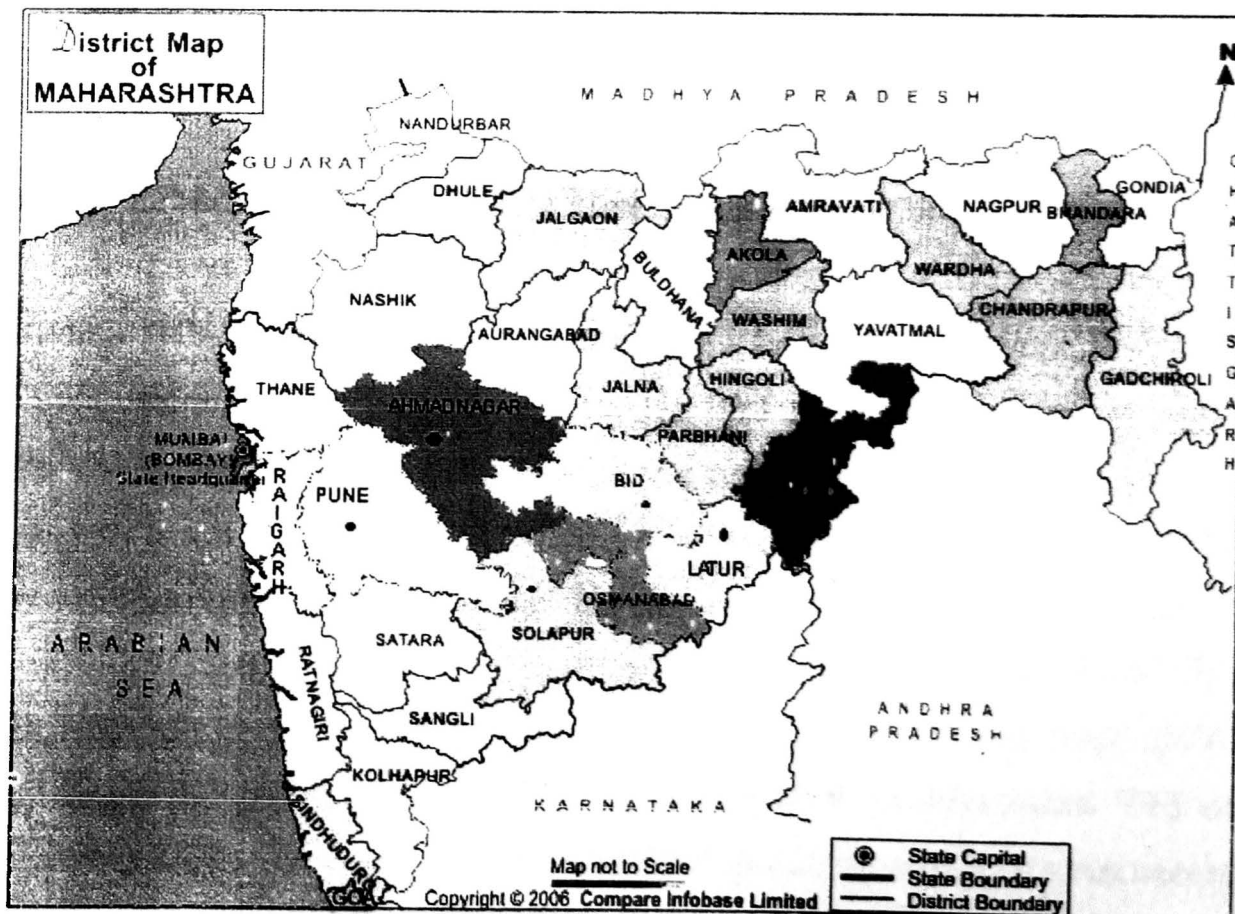 District Map
of
MAHARASHTRA
N
MADHYA PRADESH
NANDURBAR
GUJARAT
DHULE
JALGAON
AMRAVATI
NAGPUR
BHANDARA
GONDIA
CHATTISGARH
AKOLA
BULDHANA
WARDHA
NASHIK
AURANGABAD
WASHIM
YAVATMAL
CHANDRAPUR
THANE
AHMADNAGAR
JALNA
HINGOLI
GADCHIROLI
MUMBAI
(BOMBAY)
State Headquarter
PARBHANI
RAIGARH
PUNE
BID
LATUR
OSMANABAD
SOLAPUR
SATARA
ARABIAN
SEA
RATNAGIRI
SANGLI
ANDHRA
PRADESH
KOLHAPUR
SINDHUDURG
KARNATAKA
GOA
Map not to Scale
Copyright © 2006 Compare Infobase Limited
State Capital
State Boundary
District Boundary